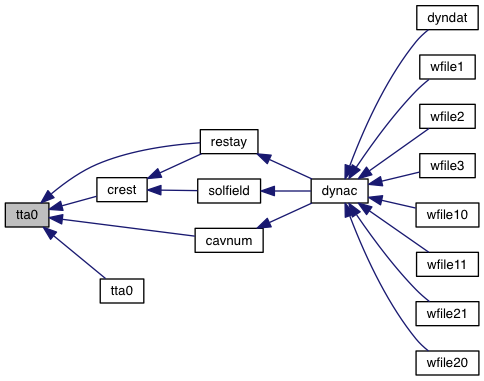 dyndat
wfile1
wfile2
restay
wfile3
crest
solfield
dynac
tta0
wfile10
cavnum
wfile11
tta0
wfile21
wfile20